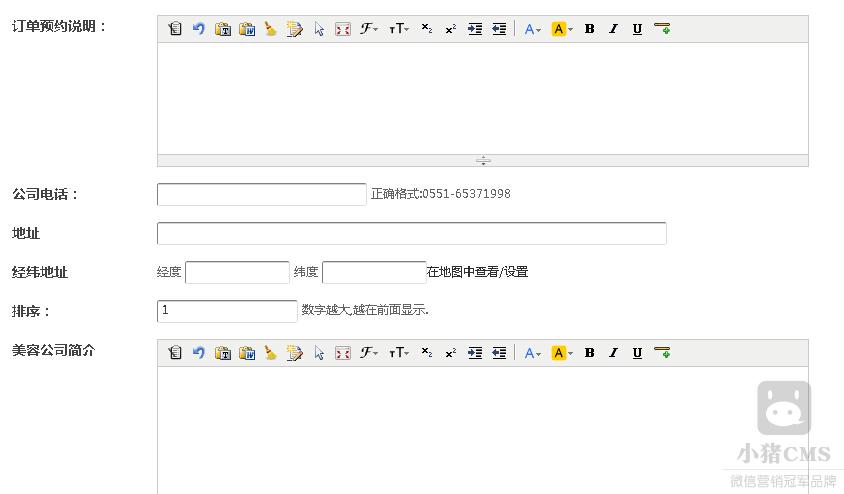 订单预约说明：
公司电话： 正确格式:0551-65371998
地址
经纬地址 经度 纬度 在地图中查看/设置
排序： 1 数字越大,越在前面显示.
美容公司简介
小猪CMS
微信营销冠军品牌